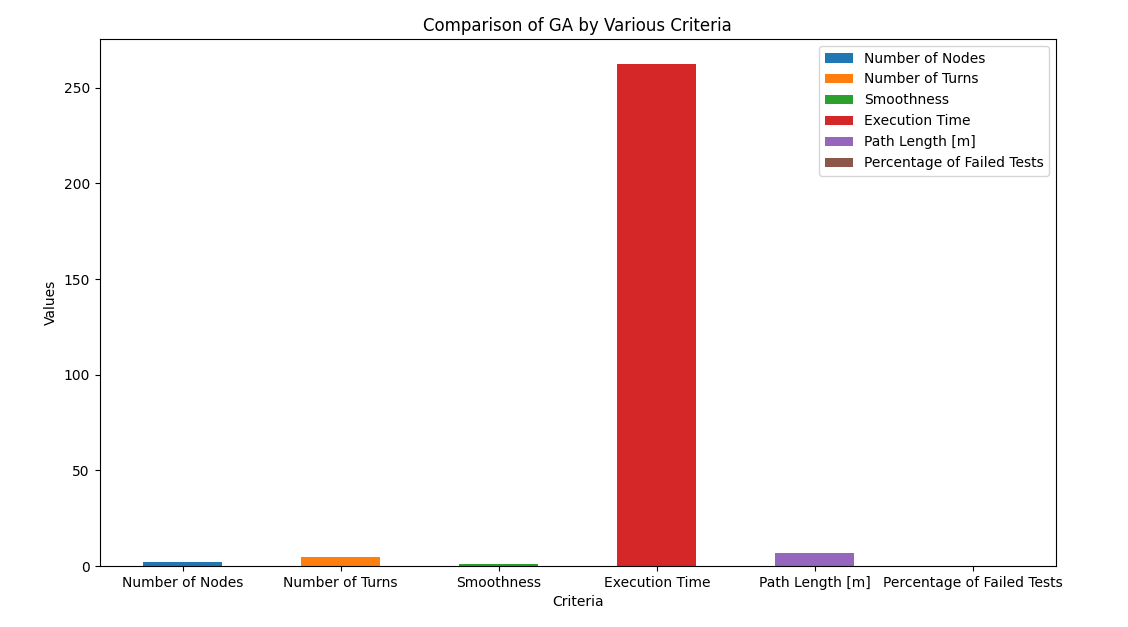 Comparison of GA by Various Criteria
Number of Nodes
Number of Turns
Smoothness
Execution Time
Path Length [m]
Percentage of Failed Tests
250
200
150
100
50
0
Values
Number of Nodes
Number of Turns
Smoothness
Execution Time
Path Length [m]
Percentage of Failed Tests
Criteria